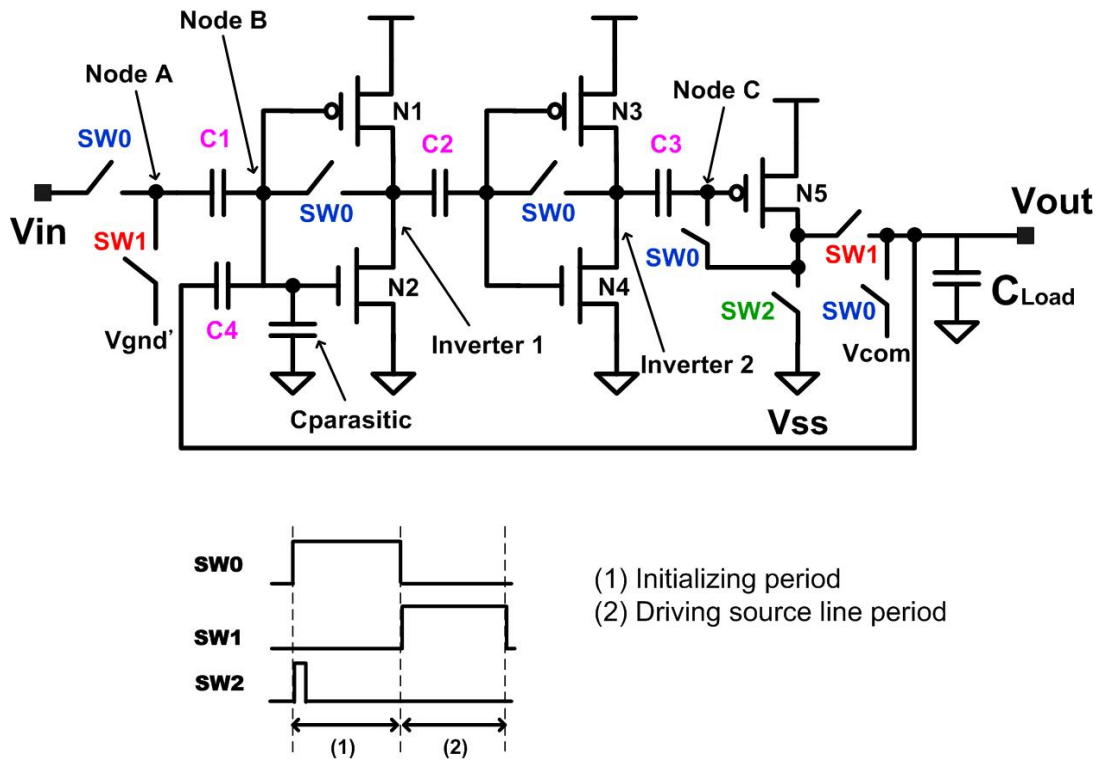 Node B
Node A
N1
N3
Node C
SW0
C1
C2
C3
N5
Vin
SW0
SW0
Vout
SW1
SW0
SW1
C4
N2
N4
SW2
SW0
CLoad
Vgnd’
Inverter 1
Inverter 2
Vcom
Cparasitic
Vss
SW0
SW1
SW2
(1) Initializing period
(2) Driving source line period
(1)
(2)